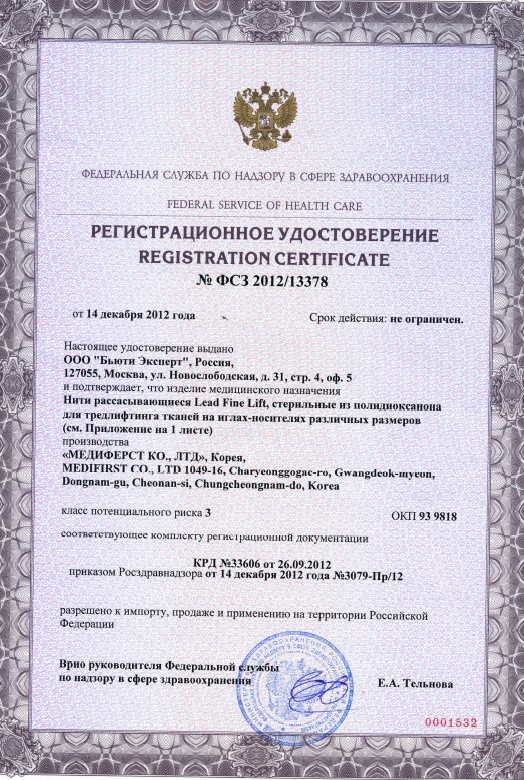 ФЕДЕРАЛЬНАЯ СЛУЖБА ПО НАДЗОРУ В СФЕРЕ ЗДРАВООХРАНЕНИЯ
FEDERAL SERVICE OF HEALTH CARE
РЕГИСТРАЦИОННОЕ УДОСТОВЕРЕНИЕ
REGISTRATION CERTIFICATE
№ ФСЗ 2012/13378
от 14 декабря 2012 года Срок действия: не ограничен.
Настоящее удостоверение выдано
ООО "Бьюти Эксперт", Россия,
127055, Москва, ул. Новослободская, д. 31, стр. 4, оф. 5
и подтверждает, что изделие медицинского назначения
Нити рассасывающиеся Lead Fine Lift, стерильные из полидиоксанона
для тредлифтинга тканей на иглах-носителях различных размеров
(см. Приложение на 1 листе)
производства
«МЕДИФЕРСТ КО., ЛТД», Корея,
MEDIFIRST CO., LTD 1049-16, Charyeonggogac-ro, Gwangdeok-myeon,
Dongnam-gu, Cheonan-si, Chungcheongnam-do, Korea
класс потенциального риска 3 ОКП 93 9818
соответствующее комплекту регистрационной документации
КРД №33606 от 26.09.2012
приказом Росздравнадзора от 14 декабря 2012 года №3079-Пр/12
разрешено к импорту, продаже и применению на территории Российской
Федерации
Врио руководителя Федеральной службы
по надзору в сфере здравоохранения Е.А. Тельнова
0001532